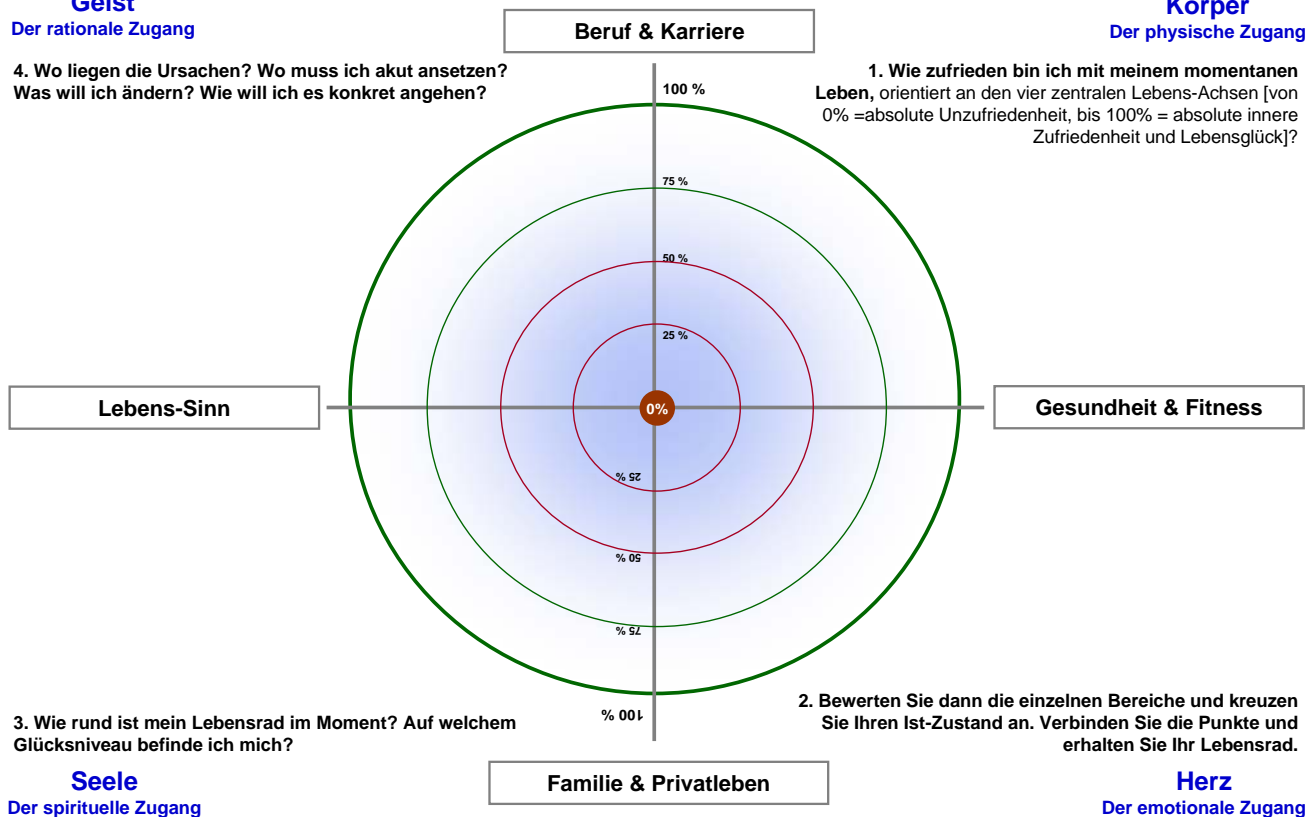 Geist
Der rationale Zugang
Beruf & Karriere
Körper
Der physische Zugang
4. Wo liegen die Ursachen? Wo muss ich akut ansetzen?
Was will ich ändern? Wie will ich es konkret angehen?
1. Wie zufrieden bin ich mit meinem momentanen
Leben, orientiert an den vier zentralen Lebens-Achsen [von
0% =absolute Unzufriedenheit, bis 100% = absolute innere
Zufriedenheit und Lebensglück]?
100 %
75 %
50 %
25 %
Lebens-Sinn
0%
Gesundheit & Fitness
25 %
50 %
75 %
100 %
3. Wie rund ist mein Lebensrad im Moment? Auf welchem
Glücksniveau befinde ich mich?
2. Bewerten Sie dann die einzelnen Bereiche und kreuzen
Sie Ihren Ist-Zustand an. Verbinden Sie die Punkte und
erhalten Sie Ihr Lebensrad.
Seele
Der spirituelle Zugang
Familie & Privatleben
Herz
Der emotionale Zugang